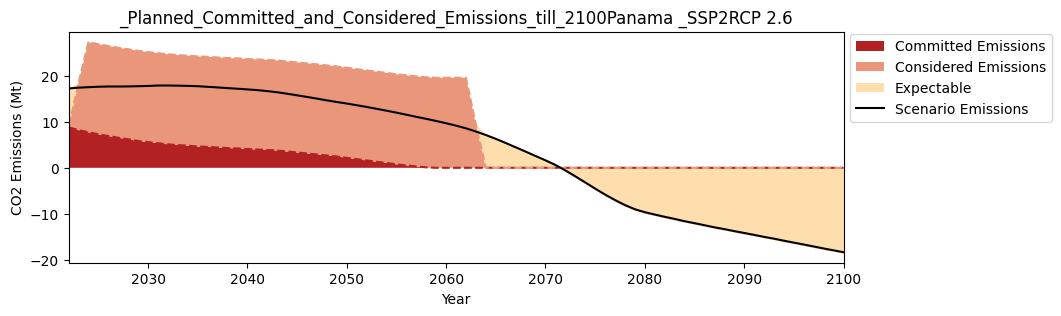 _Planned_Committed_and_Considered_Emissions_till_2100Panama _SSP2RCP 2.6
Committed Emissions
Considered Emissions
Expectable
Scenario Emissions
CO2 Emissions (Mt)
20
10
0
−10
−20
2030
2040
2050
2060
2070
2080
2090
2100
Year